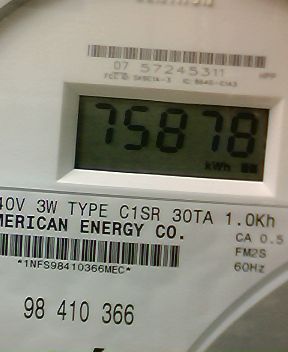 07 57245311
75878
kWh
40V 3W TYPE C1SR 30TA 1.0Kh
MERICAN ENERGY CO.
CA 0.5
*1NFS98410366MEC*
FM2S
60Hz
98 410 366